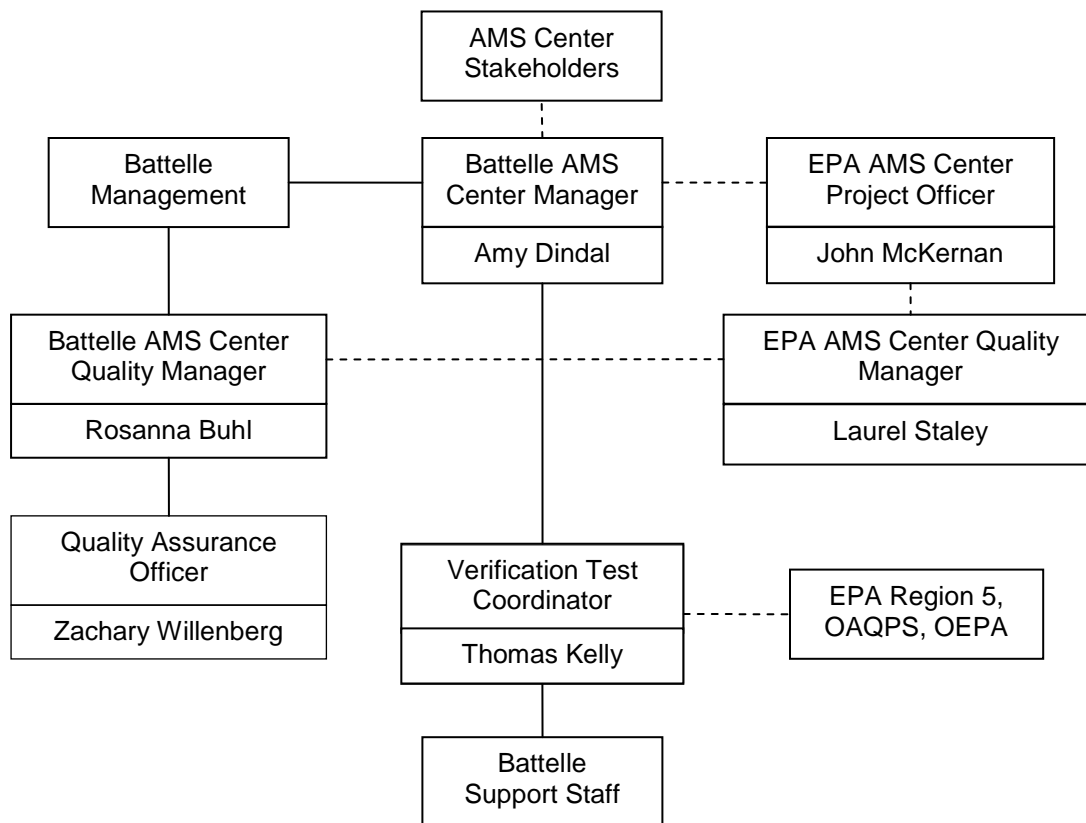 AMS Center
Stakeholders
Battelle
Management
Battelle AMS
Center Manager
Amy Dindal
EPA AMS Center
Project Officer
John McKernan
Battelle AMS Center
Quality Manager
Rosanna Buhl
EPA AMS Center Quality
Manager
Laurel Staley
Quality Assurance
Officer
Zachary Willenberg
Verification Test
Coordinator
Thomas Kelly
EPA Region 5,
OAQPS, OEPA
Battelle
Support Staff